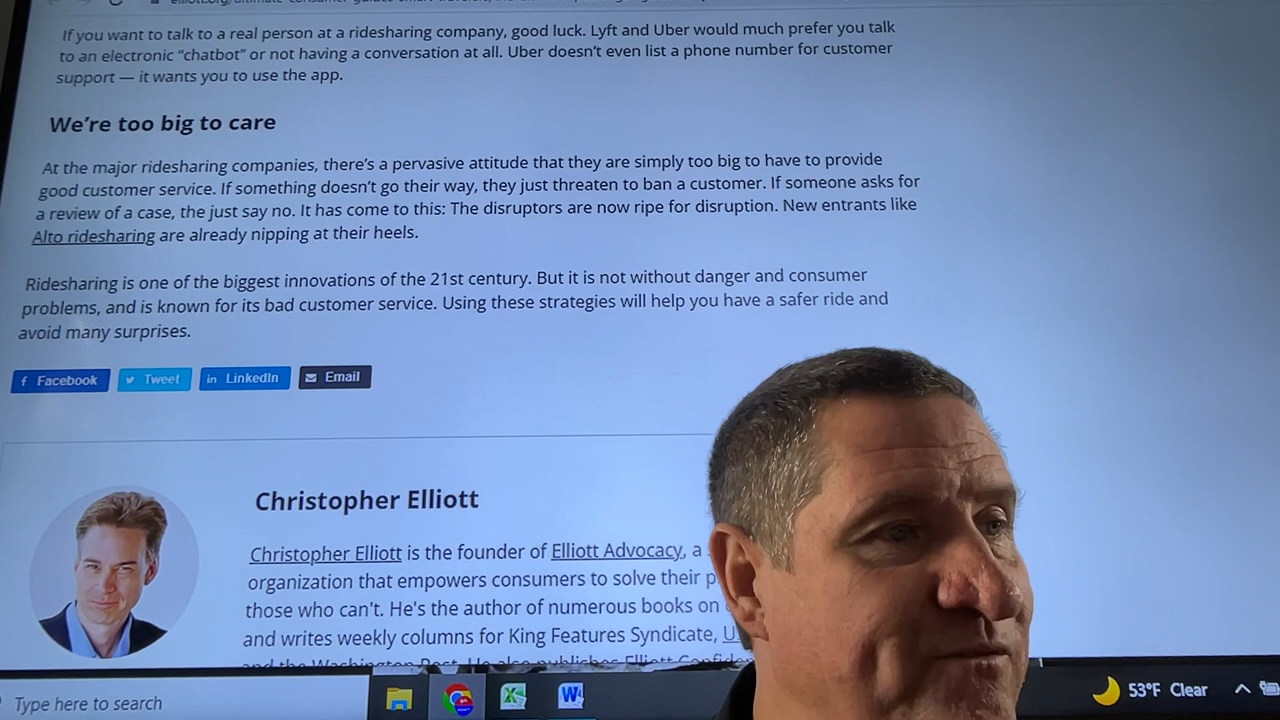 If you want to talk to a real person at a ridesharing company, good luck. Lyft and Uber would much prefer you talk
to an electronic “chatbot” or not having a conversation at all. Uber doesn’t even list a phone number for customer
support — it wants you to use the app.
We’re too big to care
At the major ridesharing companies, there’s a pervasive attitude that they are simply too big to have to provide
good customer service. If something doesn’t go their way, they just threaten to ban a customer. If someone asks for
a review of a case, the just say no. It has come to this: The disruptors are now ripe for disruption. New entrants like
Alto ridesharing are already nipping at their heels.
Ridesharing is one of the biggest innovations of the 21st century. But it is not without danger and consumer
problems, and is known for its bad customer service. Using these strategies will help you have a safer ride and
avoid many surprises.
f Facebook Tweet in LinkedIn Email
Christopher Elliott
Christopher Elliott is the founder of Elliott Advocacy, a
organization that empowers consumers to solve their
those who can't. He's the author of numerous books on
and writes weekly columns for King Features Syndicate,
and the Washington Post. He also publishes Elliott
Type here to search
53°F Clear